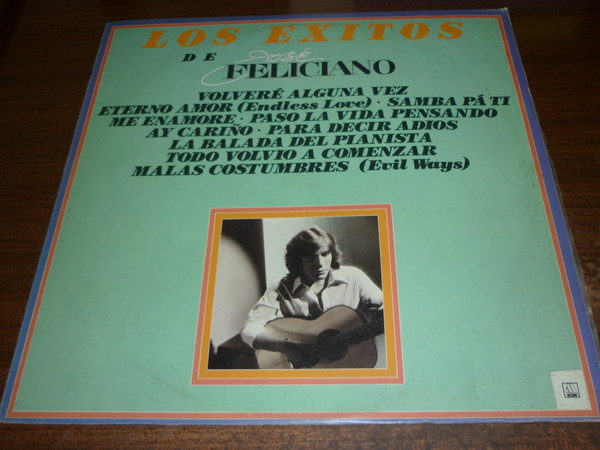 LOS EXITOS
DE José
FELICIANO
VOLVERÉ ALGUNA VEZ
ETERNO AMOR (Endless Love) · SAMBA PÁ TI
ME ENAMORE · PASO LA VIDA PENSANDO
AY CARIÑO · PARA DECIR ADIOS
LA BALADA DEL PIANISTA
TODO VOLVIO A COMENZAR
MALAS COSTUMBRES (Evil Ways)